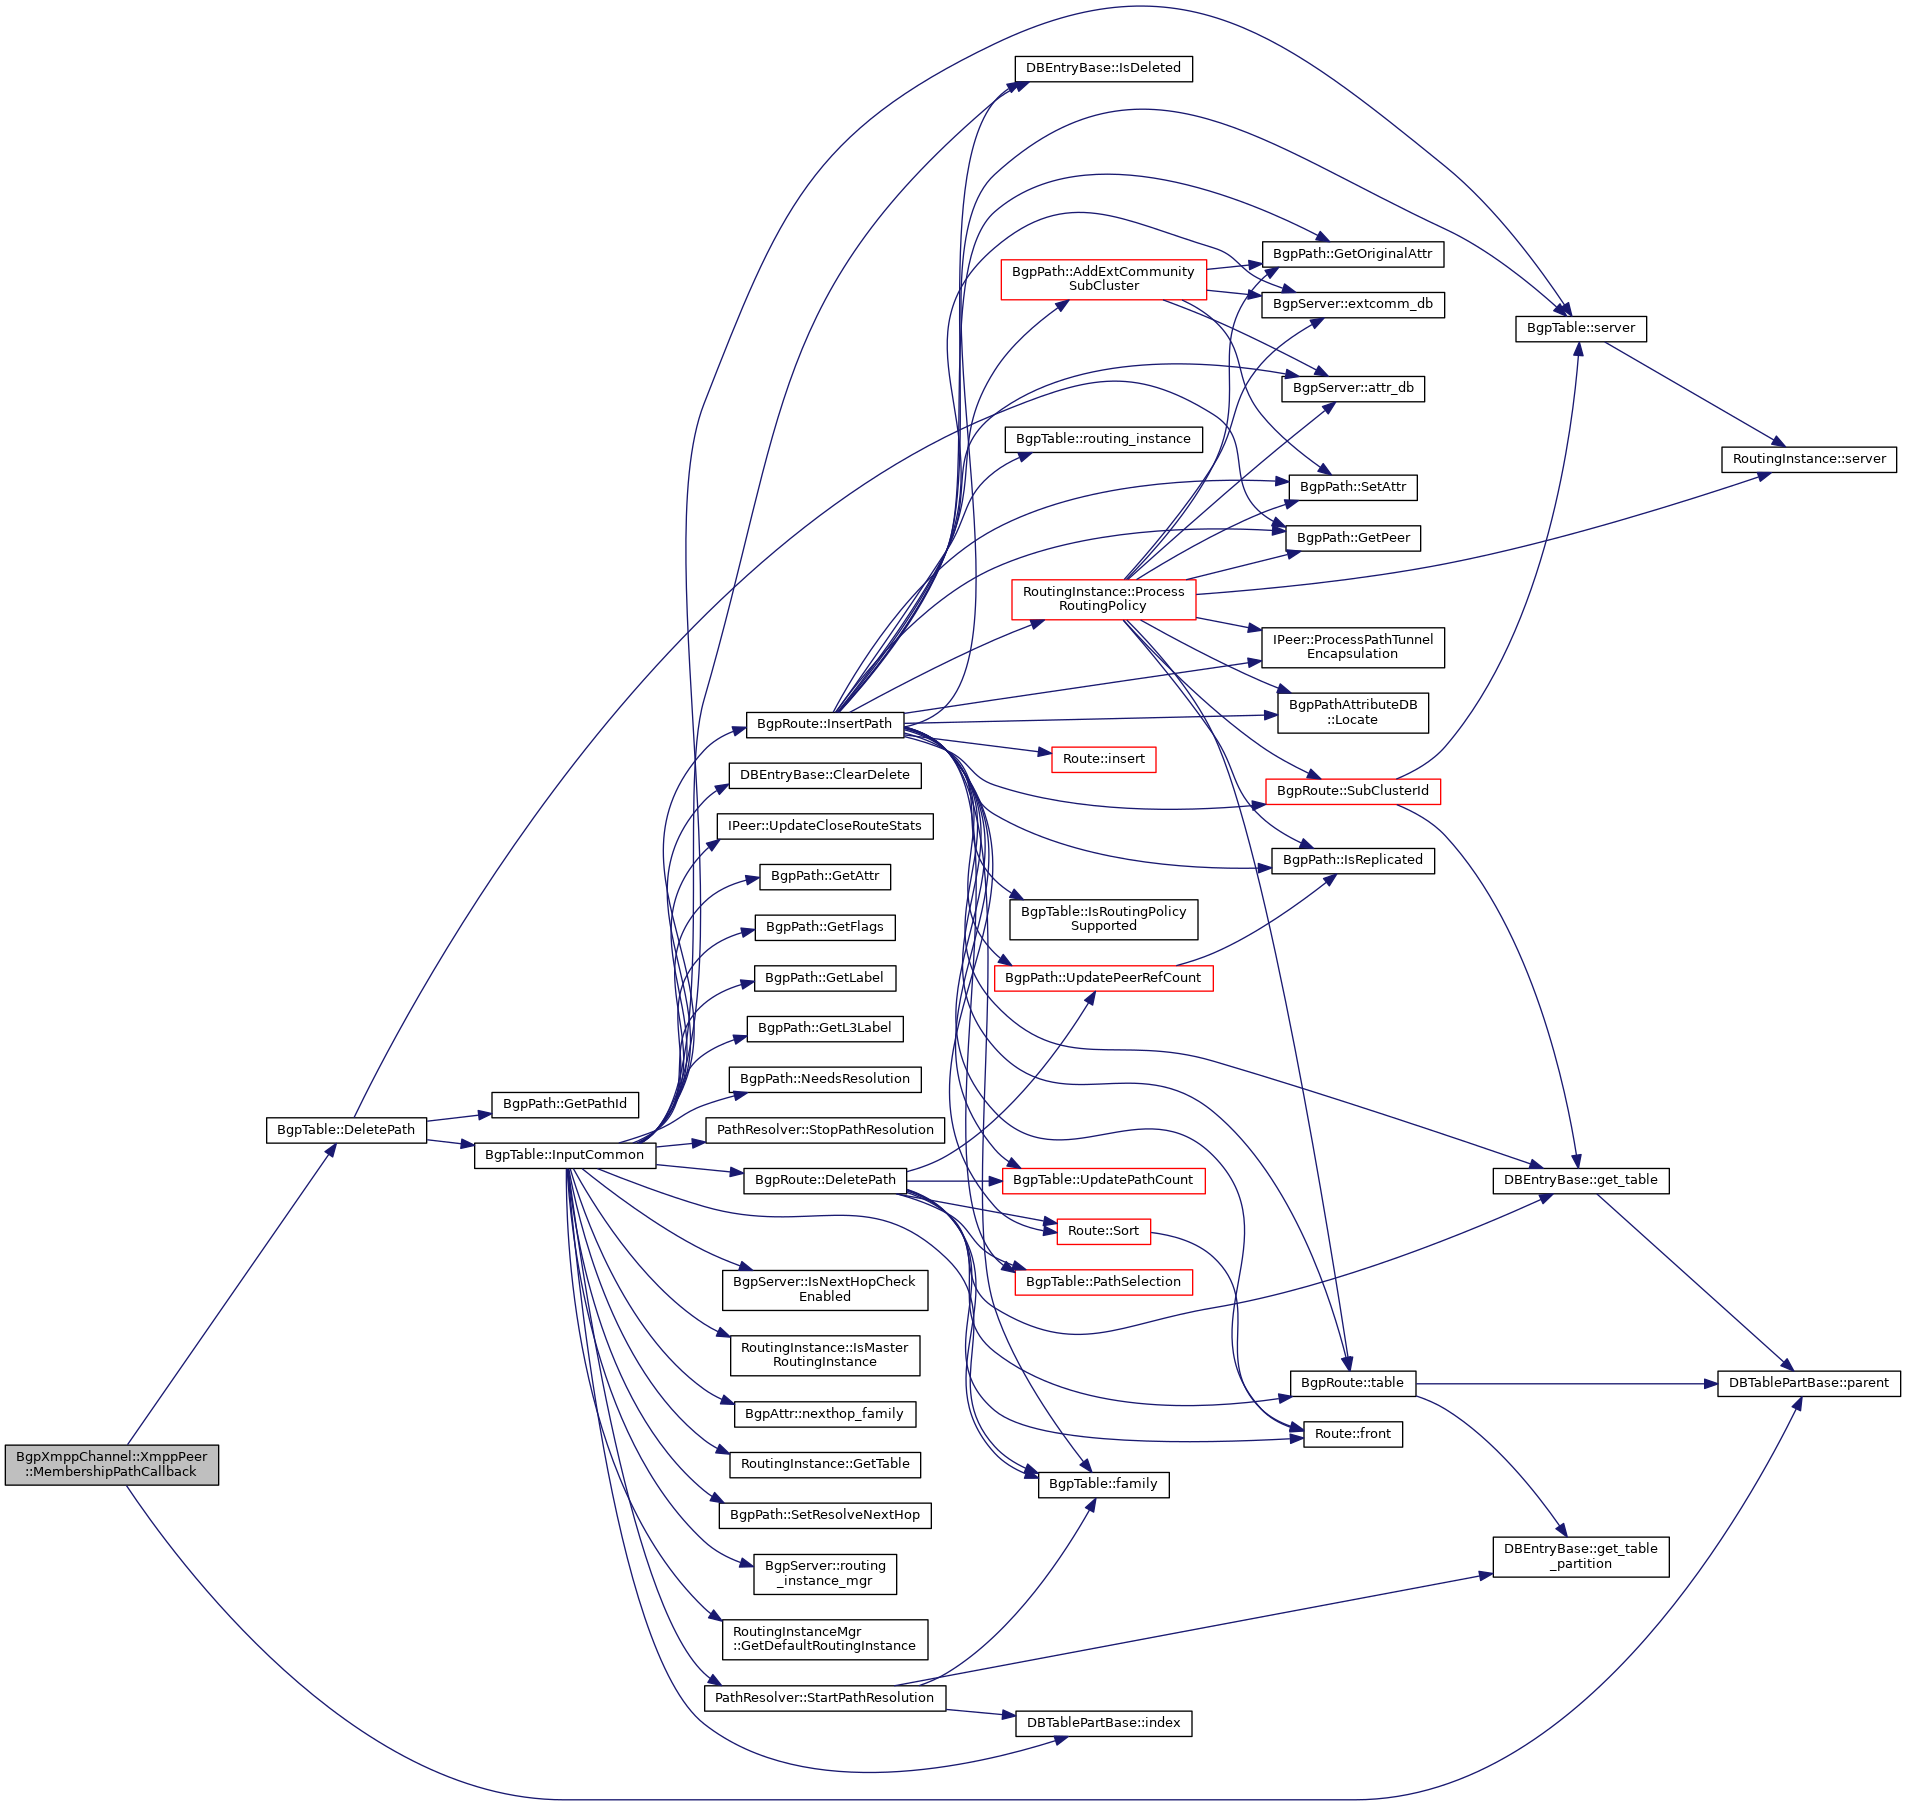 BgpXmppChannel::XmppPeer
::MembershipPathCallback
BgpTable::DeletePath
BgpPath::GetPathId
BgpTable::InputCommon
BgpRoute::InsertPath
DBEntryBase::ClearDelete
IPeer::UpdateCloseRouteStats
BgpPath::GetAttr
BgpPath::GetFlags
BgpPath::GetLabel
BgpPath::GetL3Label
BgpPath::NeedsResolution
PathResolver::StopPathResolution
BgpRoute::DeletePath
BgpServer::IsNextHopCheck
Enabled
RoutingInstance::IsMaster
RoutingInstance
BgpAttr::nexthop_family
RoutingInstance::GetTable
BgpPath::SetResolveNextHop
BgpServer::routing
_instance_mgr
RoutingInstanceMgr
::GetDefaultRoutingInstance
PathResolver::StartPathResolution
DBEntryBase::IsDeleted
BgpPath::AddExtCommunity
SubCluster
BgpTable::routing_instance
RoutingInstance::Process
RoutingPolicy
Route::insert
BgpTable::IsRoutingPolicy
Supported
BgpPath::UpdatePeerRefCount
BgpTable::UpdatePathCount
Route::Sort
BgpTable::PathSelection
BgpTable::family
DBTablePartBase::index
BgpPath::GetOriginalAttr
BgpServer::extcomm_db
BgpServer::attr_db
BgpPath::SetAttr
BgpPath::GetPeer
IPeer::ProcessPathTunnel
Encapsulation
BgpPathAttributeDB
::Locate
BgpRoute::SubClusterId
BgpPath::IsReplicated
BgpRoute::table
Route::front
BgpTable::server
DBEntryBase::get_table
DBEntryBase::get_table
_partition
RoutingInstance::server
DBTablePartBase::parent